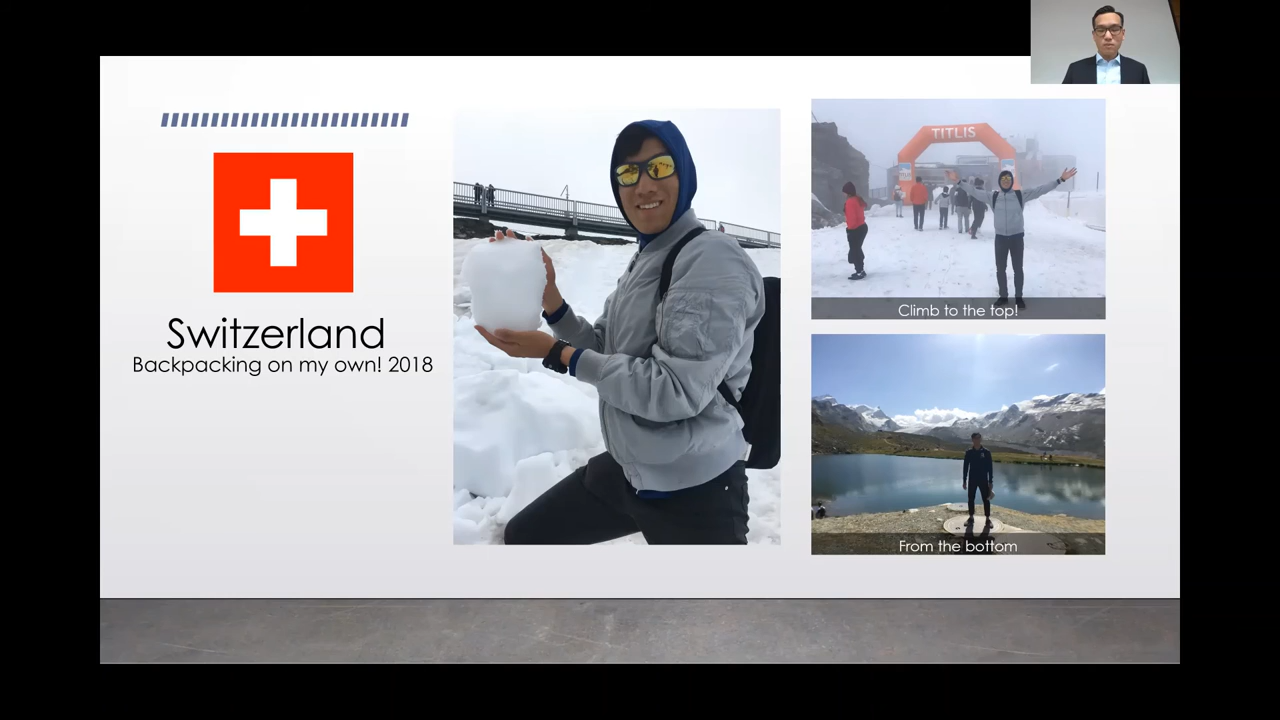 Switzerland
Backpacking on my own! 2018
TITLIS
Climb to the top!
From the bottom